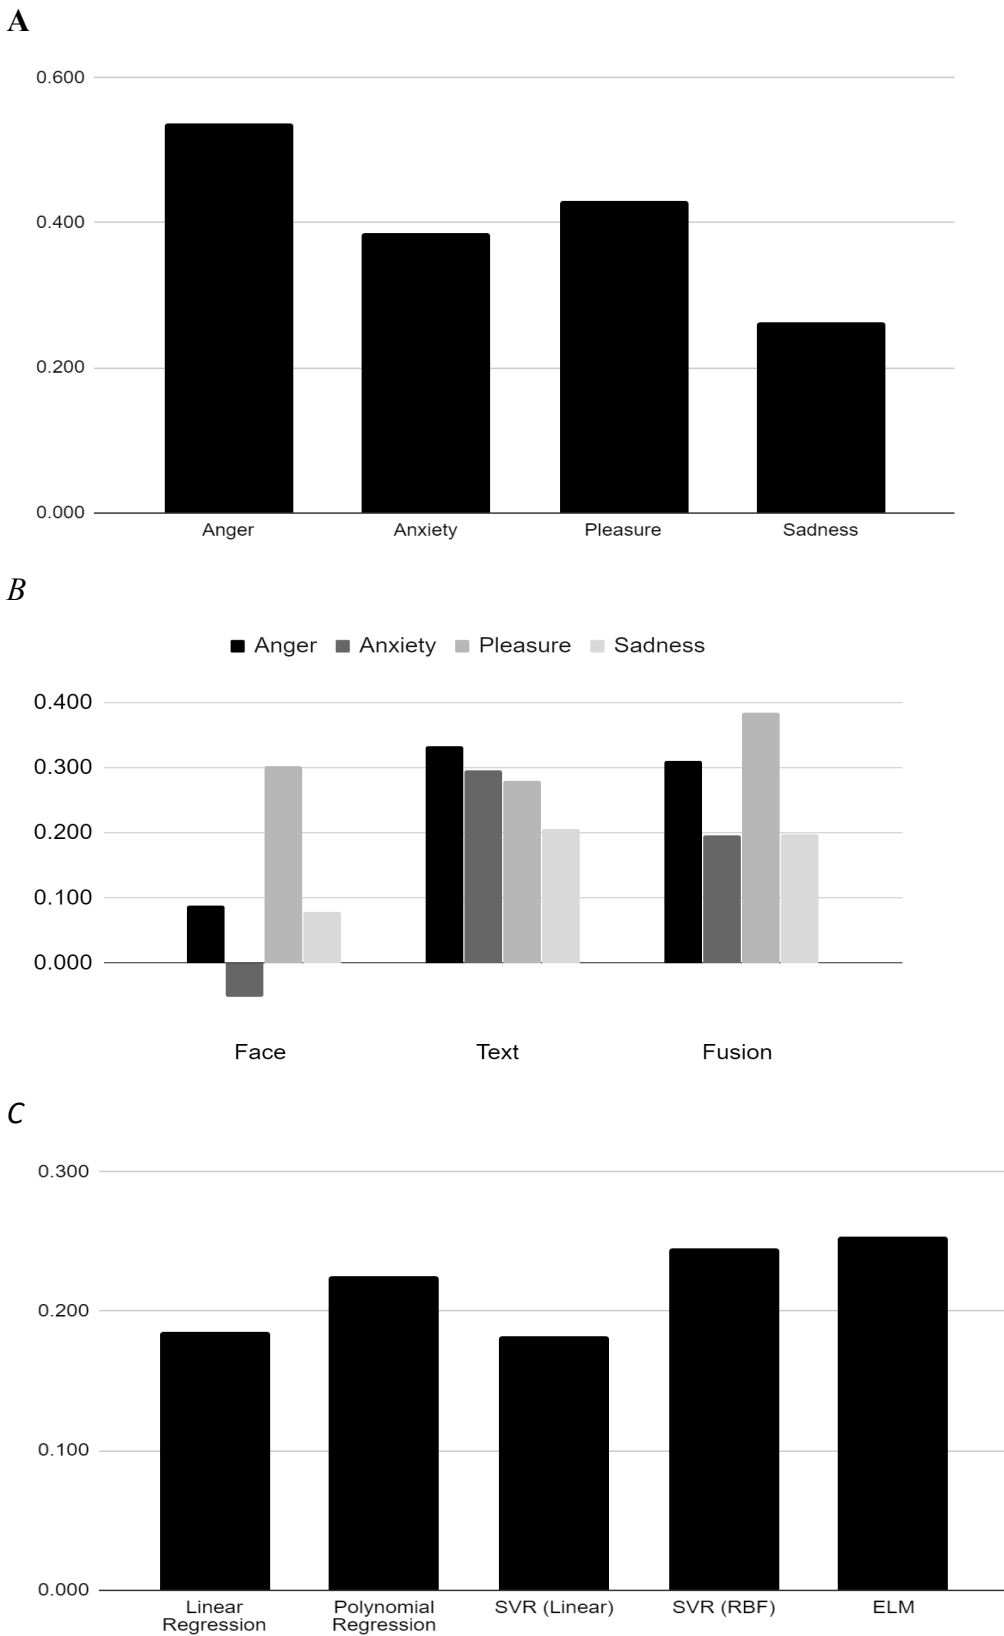 A
0.600
0.400
0.200
0.000
Anger Anxiety Pleasure Sadness
B
Anger Anxiety Pleasure Sadness
0.400
0.300
0.200
0.100
0.000
Face Text Fusion
C
0.300
0.200
0.100
0.000
Linear Regression Polynomial Regression SVR (Linear) SVR (RBF) ELM